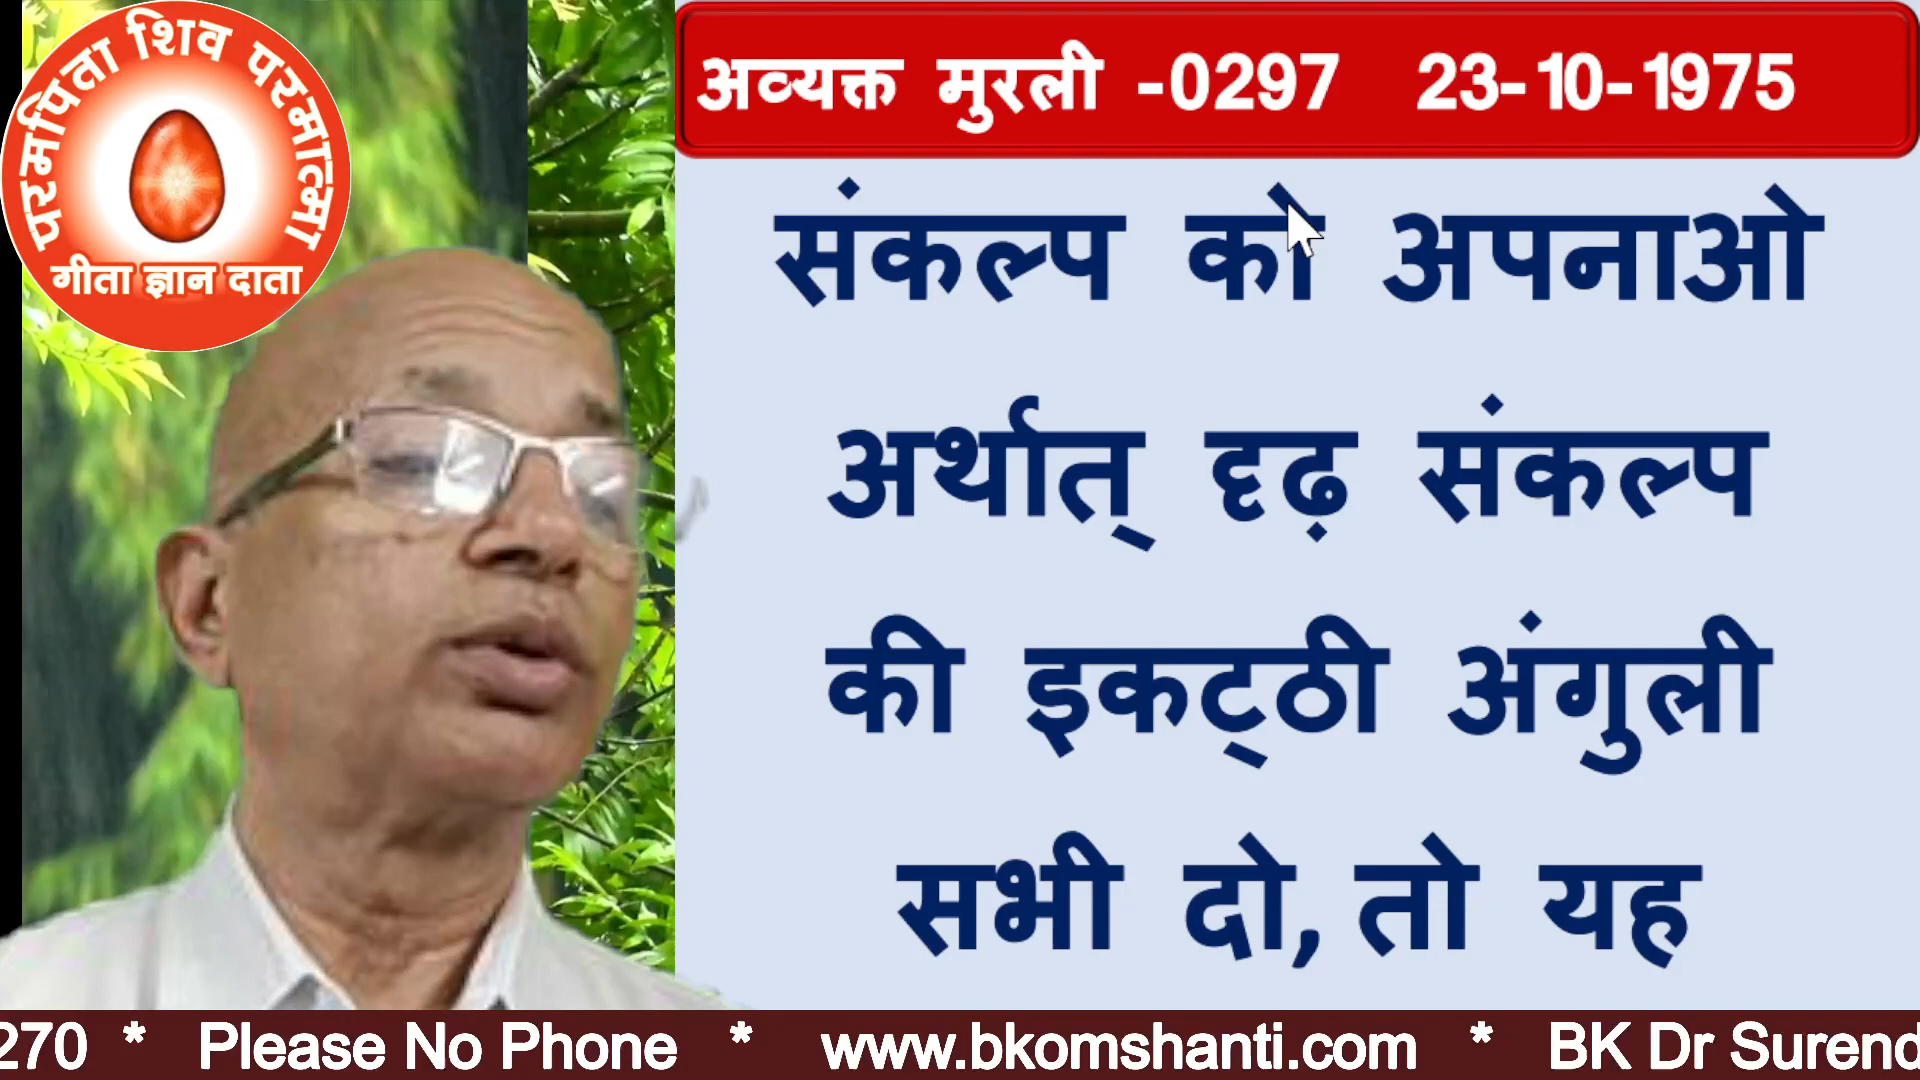 परमपिता शिव परमात्मा
गीता ज्ञान दाता
अव्यक्त मुरली -0297 23-10-1975
संकल्प को अपनाओ
अर्थात् दृढ़ संकल्प
की इकट्ठी अंगुली
सभी दो, तो यह
270 * Please No Phone * www.bkomshanti.com * BK Dr Surend